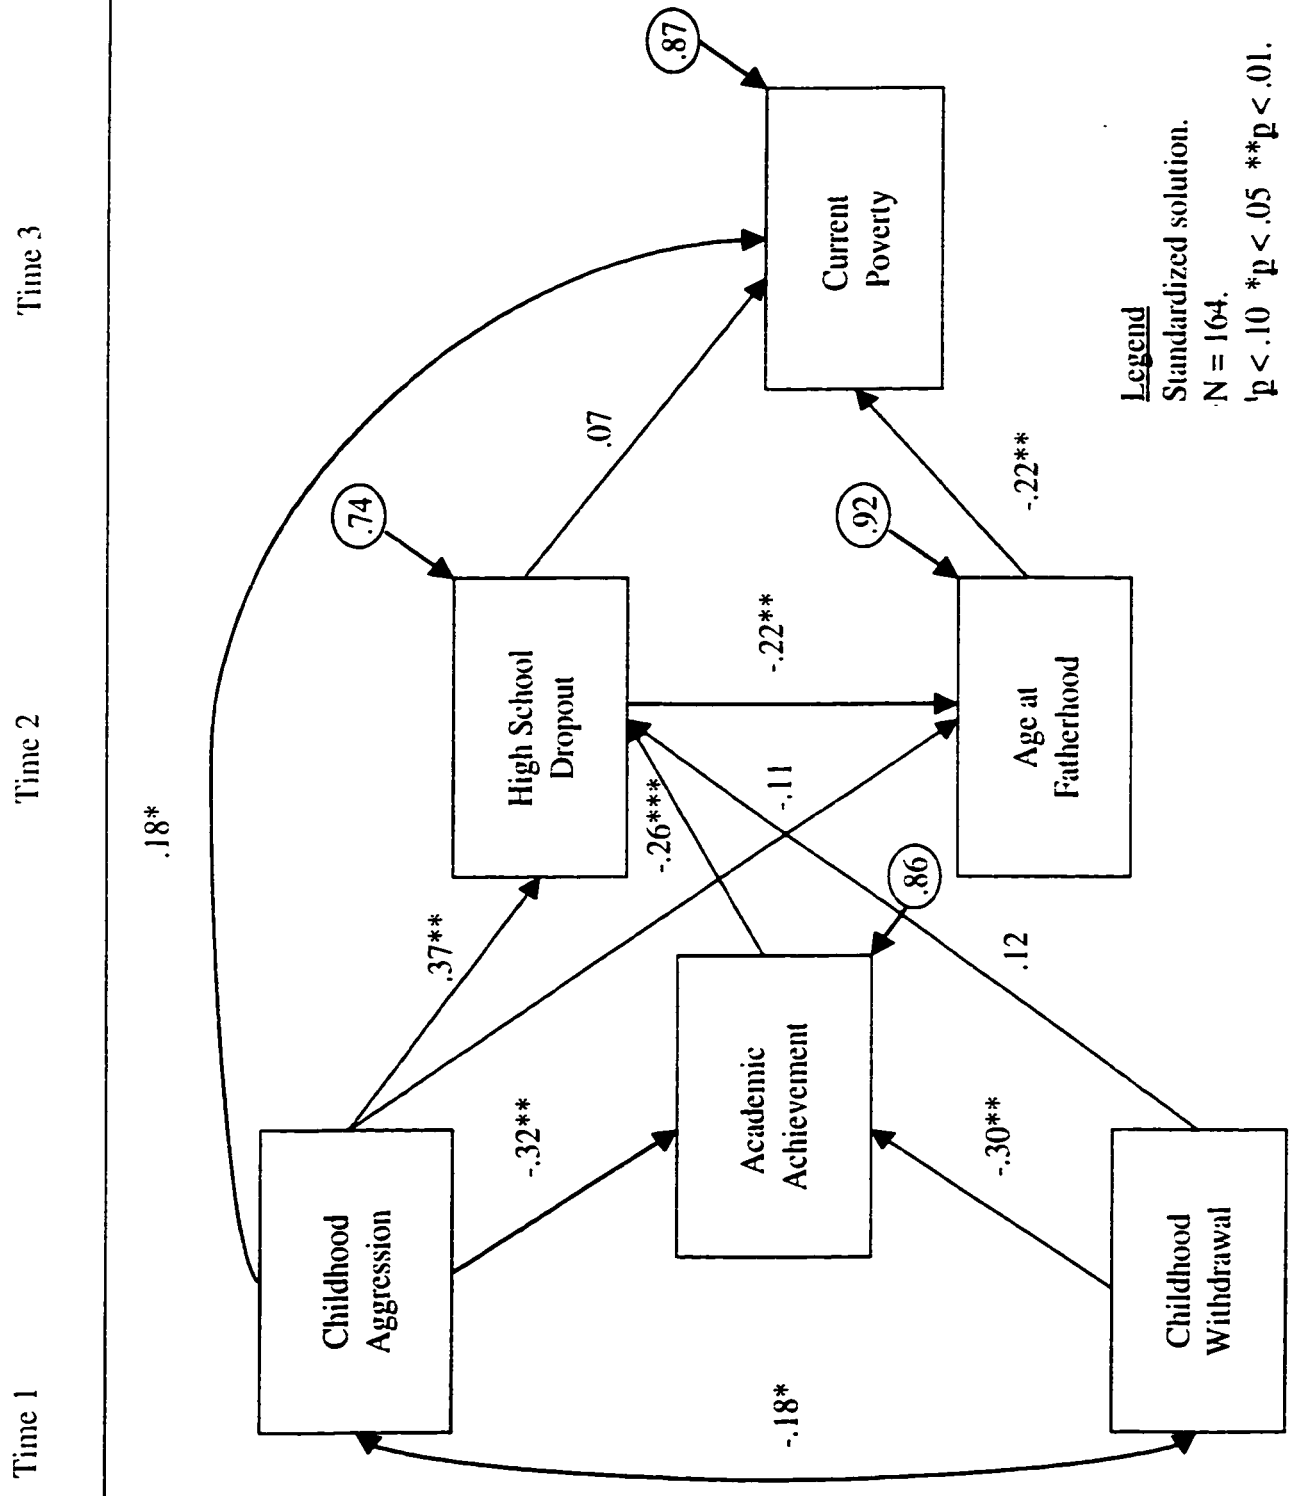 Time 1
Time 2
Time 3
.18*
Childhood
Aggression
.37**
High School
Dropout
.74
.07
.87
Current
Poverty
-.32**
-.26***
-.22**
-.11
Academic
Achievement
.86
.92
-.22**
Age at
Fatherhood
-.18*
-.30**
.12
Childhood
Withdrawal
Legend
Standardized solution.
N = 164.
p < .10 *p < .05 **p < .01.